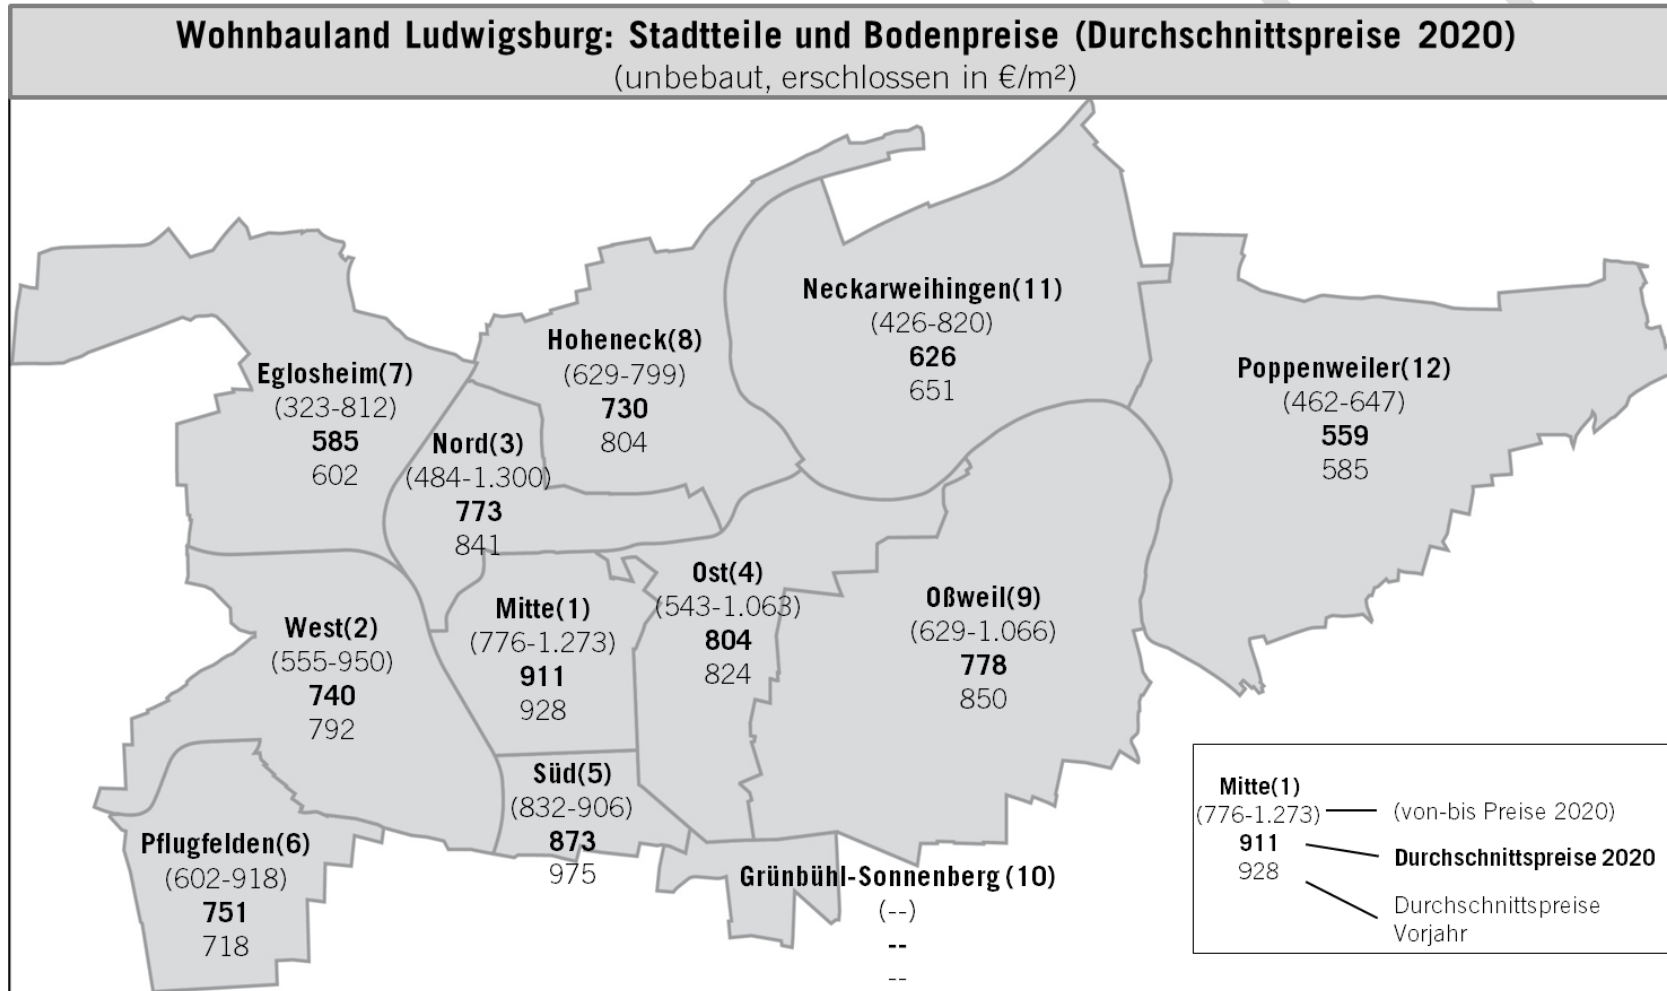 Wohnbauland Ludwigsburg: Stadtteile und Bodenpreise (Durchschnittspreise 2020)
(unbebaut, erschlossen in €/m²)
Neckarweihingen(11)
(426-820)
626
651
Hoheneck(8)
(629-799)
730
804
Poppenweiler(12)
(462-647)
559
585
Eglosheim(7)
(323-812)
585
602
Nord(3)
(484-1.300)
773
841
Ost(4)
(543-1.063)
804
824
Oßweil(9)
(629-1.066)
778
850
Mitte(1)
(776-1.273)
911
928
West(2)
(555-950)
740
792
Süd(5)
(832-906)
873
975
Pflugfelden(6)
(602-918)
751
718
Grünbühl-Sonnenberg (10)
(--)
--
--
Mitte(1)
(776-1.273)
911
928
(von-bis Preise 2020)
Durchschnittspreise 2020
Durchschnittspreise
Vorjahr